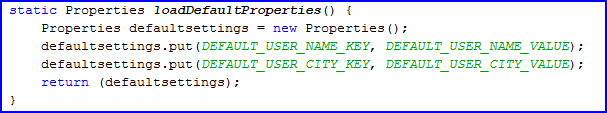 static Properties loadDefaultProperties() {
    Properties defaultsettings = new Properties();
    defaultsettings.put(DEFAULT_USER_NAME_KEY, DEFAULT_USER_NAME_VALUE);
    defaultsettings.put(DEFAULT_USER_CITY_KEY, DEFAULT_USER_CITY_VALUE);
    return (defaultsettings);
}